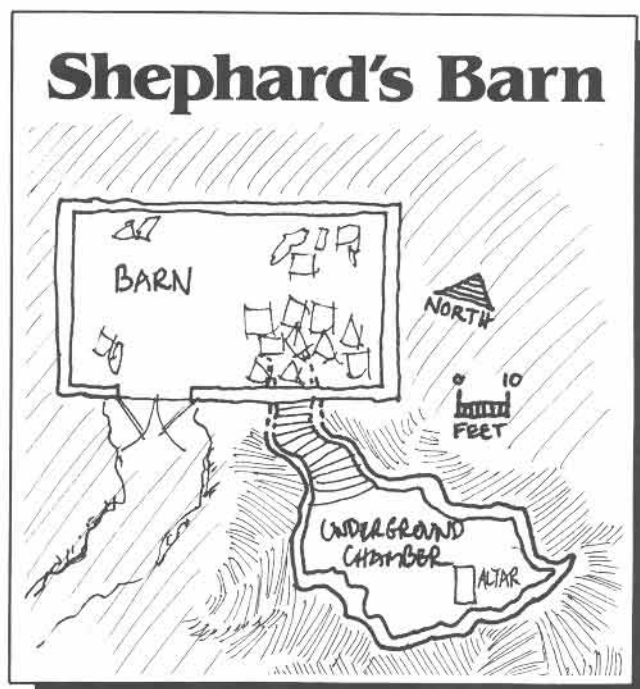 Shephard's Barn
BARN
NORTH
0 10
FEET
UNDERGROUND
CHAMBER
ALTAR